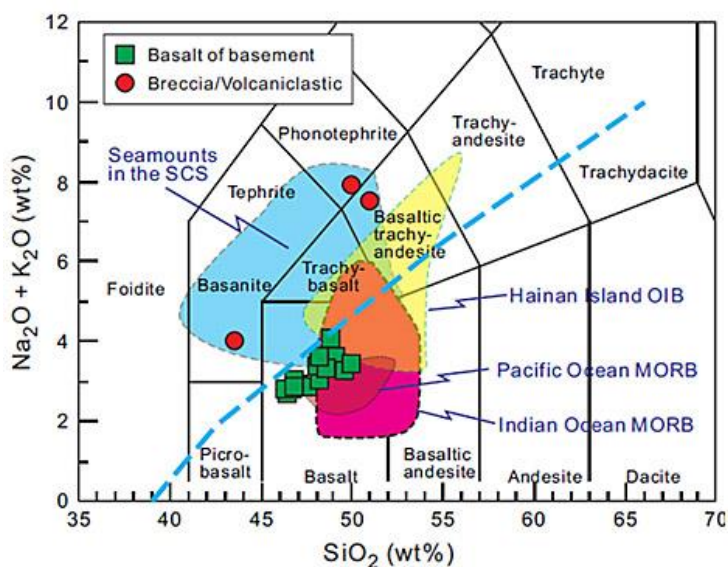 12
10
8
6
4
2
0
Na₂O + K₂O (wt%)
Basalt of basement
Breccia/Volcaniclastic
Trachyte
Phonotephrite
Trachy-
andesite
Seamounts
in the SCS
Trachydacite
Tephrite
Basaltic
trachy-
andesite
Foidite
Basanite
Trachy-
basalt
Hainan Island OIB
Pacific Ocean MORB
Indian Ocean MORB
Picro-
basalt
Basalt
Basaltic
andesite
Andesite
Dacite
35 40 45 50 55 60 65 70
SiO₂ (wt%)